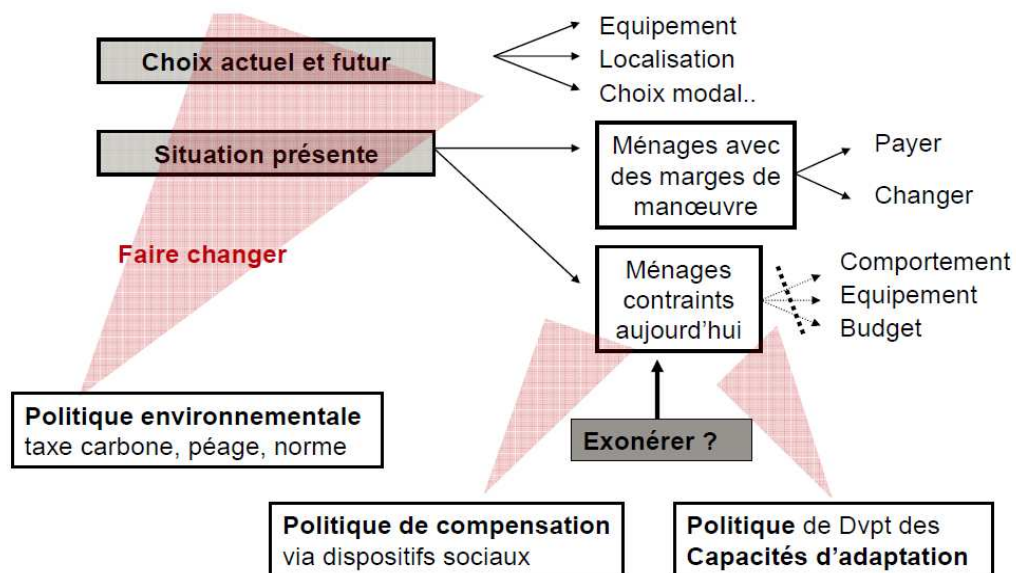 Choix actuel et futur
Equipement
Localisation
Choix modal..
Situation présente
Ménages avec
des marges de
manœuvre
Payer
Changer
Faire changer
Ménages
contraints
aujourd'hui
Comportement
Equipement
Budget
Politique environnementale
taxe carbone, péage, norme
Exonérer ?
Politique de compensation
via dispositifs sociaux
Politique de Dvpt des
Capacités d'adaptation